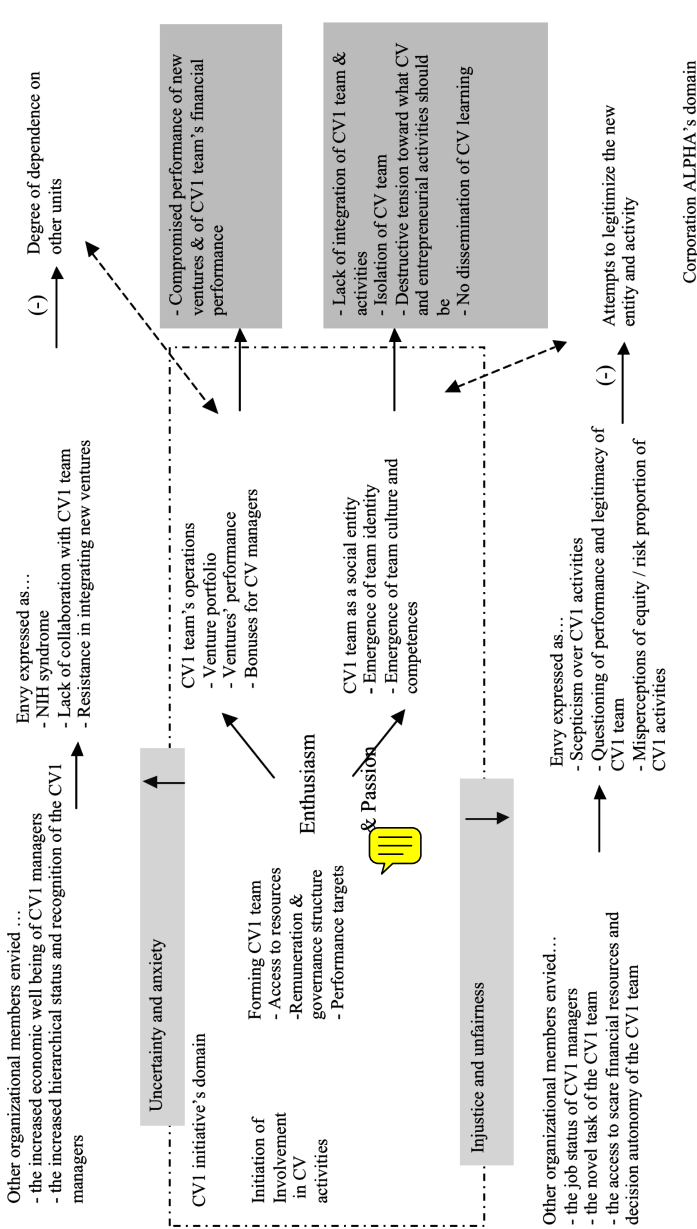 Other organizational members envied …
- the increased economic well being of CV1 managers
- the increased hierarchical status and recognition of the CV1
managers
Envy expressed as….
- NIH syndrome
- Lack of collaboration with CV1 team
- Resistance in integrating new ventures
(-)
Degree of dependence on
other units
Uncertainty and anxiety
CV1 initiative's domain
Initiation of
Involvement
in CV
activities
Forming CV1 team
- Access to resources
-Remuneration &
governance structure
- Performance targets
Enthusiasm
& Passion
CV1 team's operations
- Venture portfolio
- Ventures' performance
- Bonuses for CV managers
CV1 team as a social entity
- Emergence of team identity
- Emergence of team culture and
competences
- Compromised performance of new
ventures & of CV1 team's financial
performance
- Lack of integration of CV1 team &
activities
- Isolation of CV team
- Destructive tension toward what CV
and entrepreneurial activities should
be
- No dissemination of CV learning
Injustice and unfairness
Other organizational members envied…
- the job status of CV1 managers
- the novel task of the CV1 team
- the access to scare financial resources and
decision autonomy of the CV1 team
Envy expressed as…
- Scepticism over CV1 activities
- Questioning of performance and legitimacy of
CV1 team
- Misperceptions of equity / risk proportion of
CV1 activities
(-)
Attempts to legitimize the new
entity and activity
Corporation ALPHA's domain